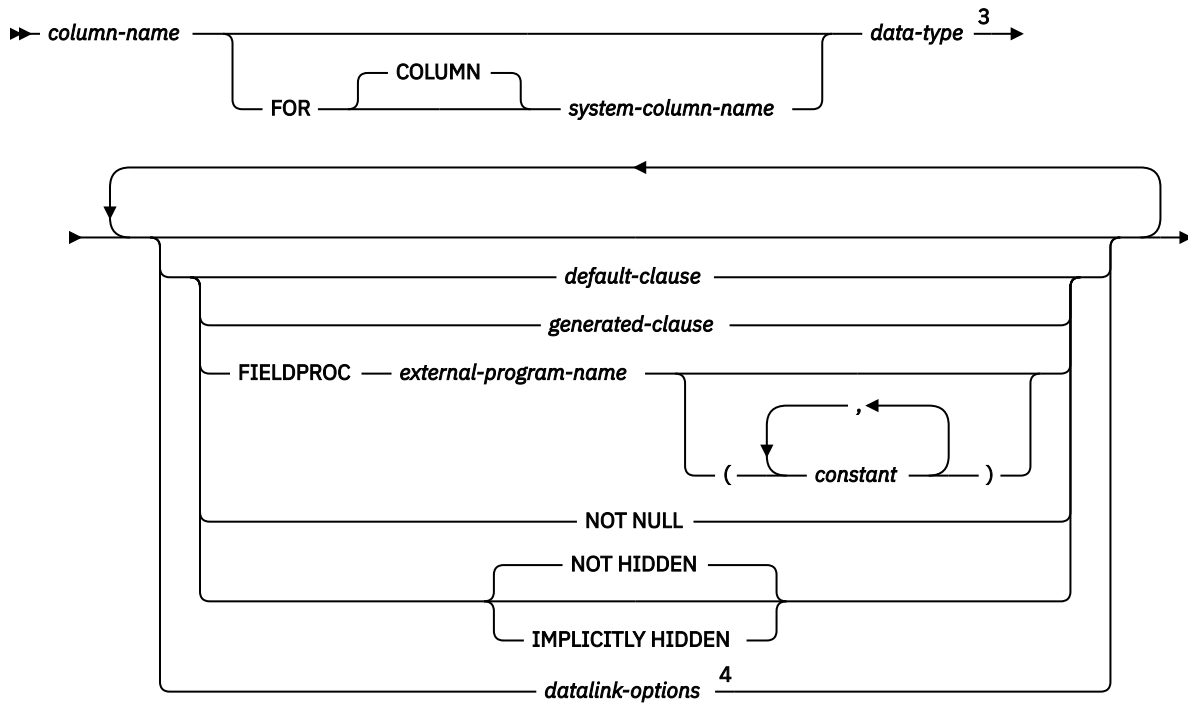 column-name data-type 3
COLUMN
FOR system-column-name
default-clause
generated-clause
FIELDPROC external-program-name
,
( constant )
NOT NULL
NOT HIDDEN
IMPLICITLY HIDDEN
datalink-options 4